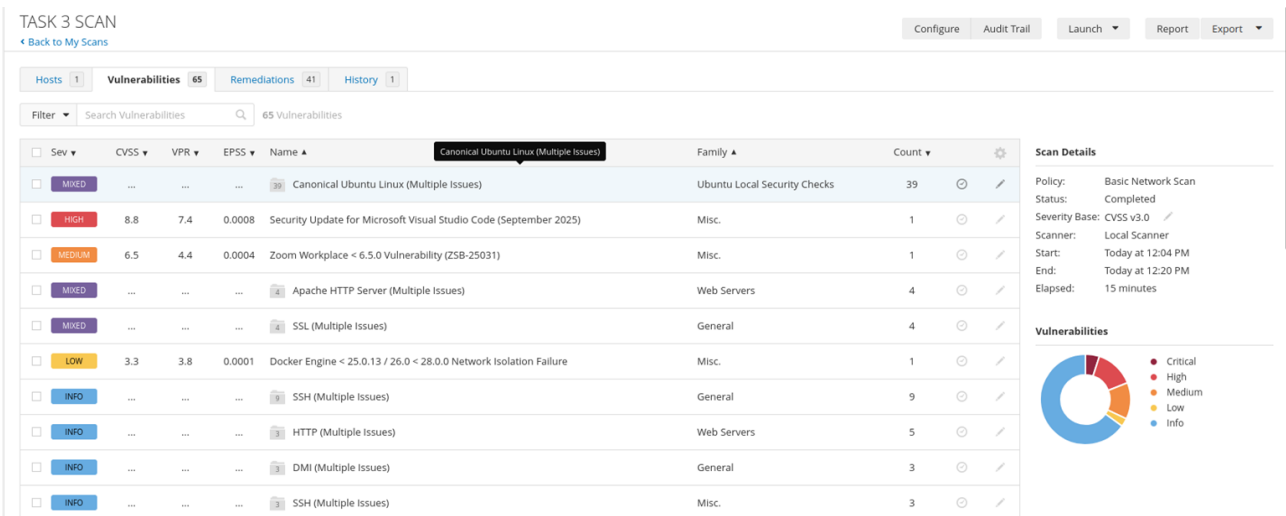 TASK 3 SCAN
Back to My Scans
Configure Audit Trail Launch Report Export
Hosts 1 Vulnerabilities 65 Remediations 41 History 1
Filter Search Vulnerabilities 65 Vulnerabilities
Sev CVSS VPR EPSS Name Family Count
Canonical Ubuntu Linux (Multiple Issues)
MIXED ... ... ... 39 Canonical Ubuntu Linux (Multiple Issues) Ubuntu Local Security Checks 39
HIGH 8.8 7.4 0.0008 Security Update for Microsoft Visual Studio Code (September 2025) Misc. 1
MEDIUM 6.5 4.4 0.0004 Zoom Workplace < 6.5.0 Vulnerability (ZSB-25031) Misc. 1
MIXED ... ... ... 4 Apache HTTP Server (Multiple Issues) Web Servers 4
MIXED ... ... ... 4 SSL (Multiple Issues) General 4
LOW 3.3 3.8 0.0001 Docker Engine < 25.0.13 / 26.0 < 28.0.0 Network Isolation Failure Misc. 1
INFO ... ... ... 9 SSH (Multiple Issues) General 9
INFO ... ... ... 3 HTTP (Multiple Issues) Web Servers 5
INFO ... ... ... 3 DMI (Multiple Issues) General 3
INFO ... ... ... 3 SSH (Multiple Issues) Misc. 3
Scan Details
Policy: Basic Network Scan
Status: Completed
Severity Base: CVSS v3.0
Scanner: Local Scanner
Start: Today at 12:04 PM
End: Today at 12:20 PM
Elapsed: 15 minutes
Vulnerabilities
Critical
High
Medium
Low
Info